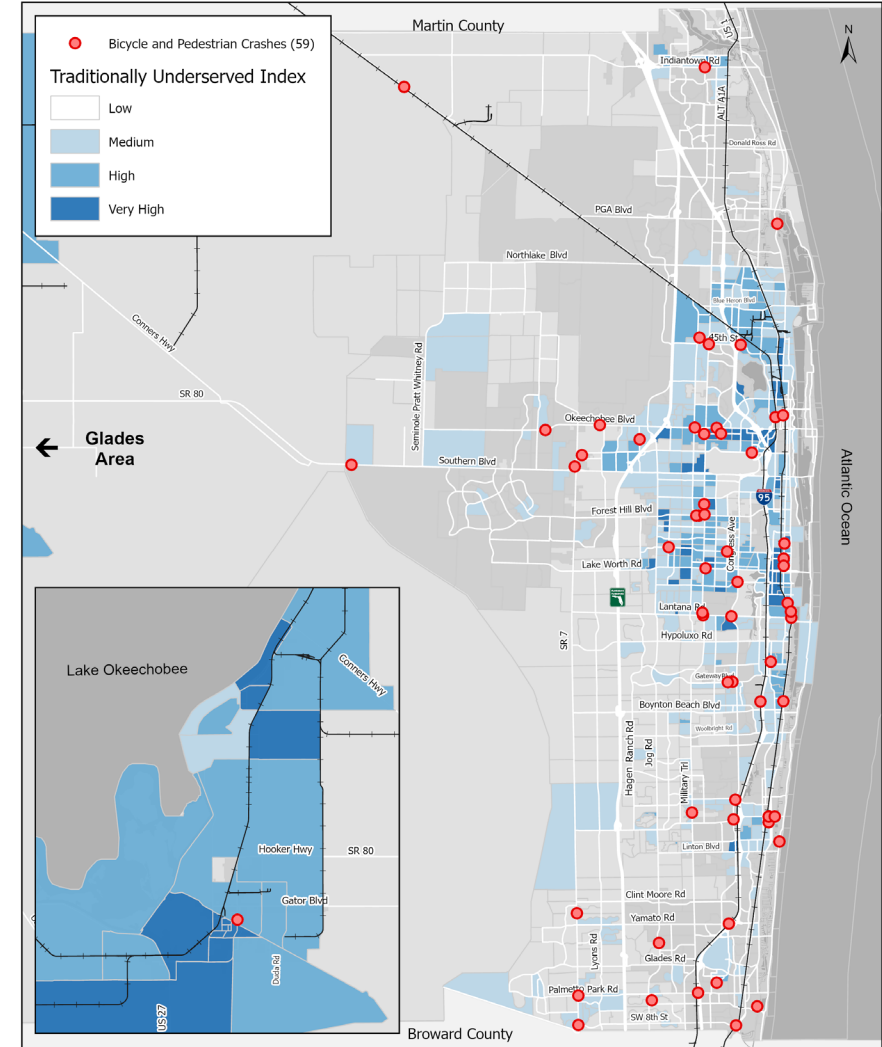 Martin County
Bicycle and Pedestrian Crashes (59)
Traditionally Underserved Index
Low
Medium
High
Very High
N
US 1
Indiantown Rd
ALT A1A
Donald Ross Rd
PGA Blvd
Northlake Blvd
Blue Heron Blvd
Conners Hwy
45th St
Seminole Pratt Whitney Rd
SR 80
Okeechobee Blvd
Glades
Area
Southern Blvd
Atlantic Ocean
95
Forest Hill Blvd
Congress Ave
Lake Worth Rd
Lantana Rd
Hypoluxo Rd
SR 7
Lake Okeechobee
Conners Hwy
Gateway Blvd
Boynton Beach Blvd
Woolbright Rd
Hagen Ranch Rd
Jog Rd
Military Trl
Hooker Hwy
SR 80
Linton Blvd
Gator Blvd
Clint Moore Rd
Yamato Rd
Lyons Rd
Glades Rd
Duda Rd
Palmetto Park Rd
US 27
SW 8th St
Broward County